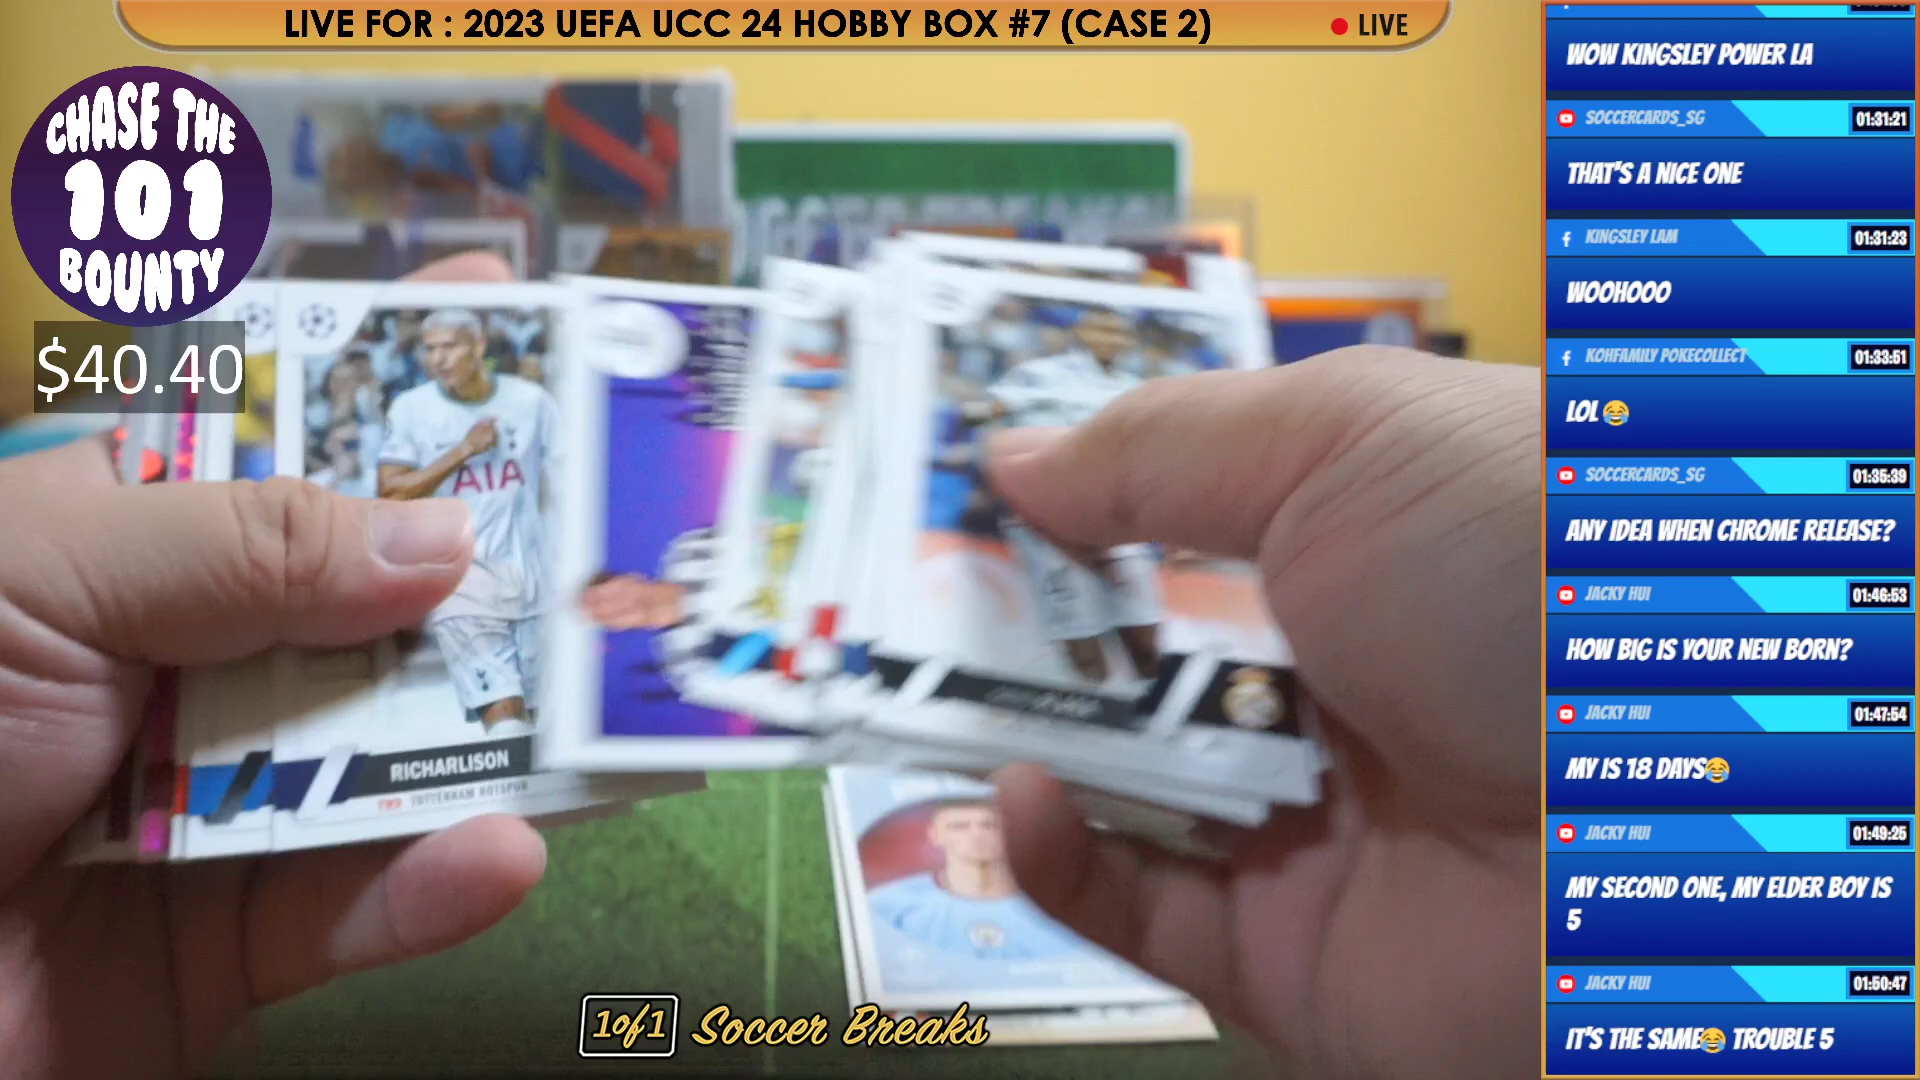 LIVE FOR : 2023 UEFA UCC 24 HOBBY BOX #7 (CASE 2)
LIVE
CHASE THE
101
BOUNTY
$40.40
AIA
RICHARLISON
FWD TOTTENHAM HOTSPUR
1of1 Soccer Breaks
WOW KINGSLEY POWER LA
SOCCERCARDS_SG 01:31:21
THAT'S A NICE ONE
KINGSLEY LAM 01:31:23
WOOHOOO
KOHFAMILY POKECOLLECT 01:33:51
LOL 😂
SOCCERCARDS_SG 01:35:39
ANY IDEA WHEN CHROME RELEASE?
JACKY HUI 01:46:53
HOW BIG IS YOUR NEW BORN?
JACKY HUI 01:47:54
MY IS 18 DAYS😂
JACKY HUI 01:49:25
MY SECOND ONE, MY ELDER BOY IS
5
JACKY HUI 01:50:47
IT'S THE SAME😂 TROUBLE 5